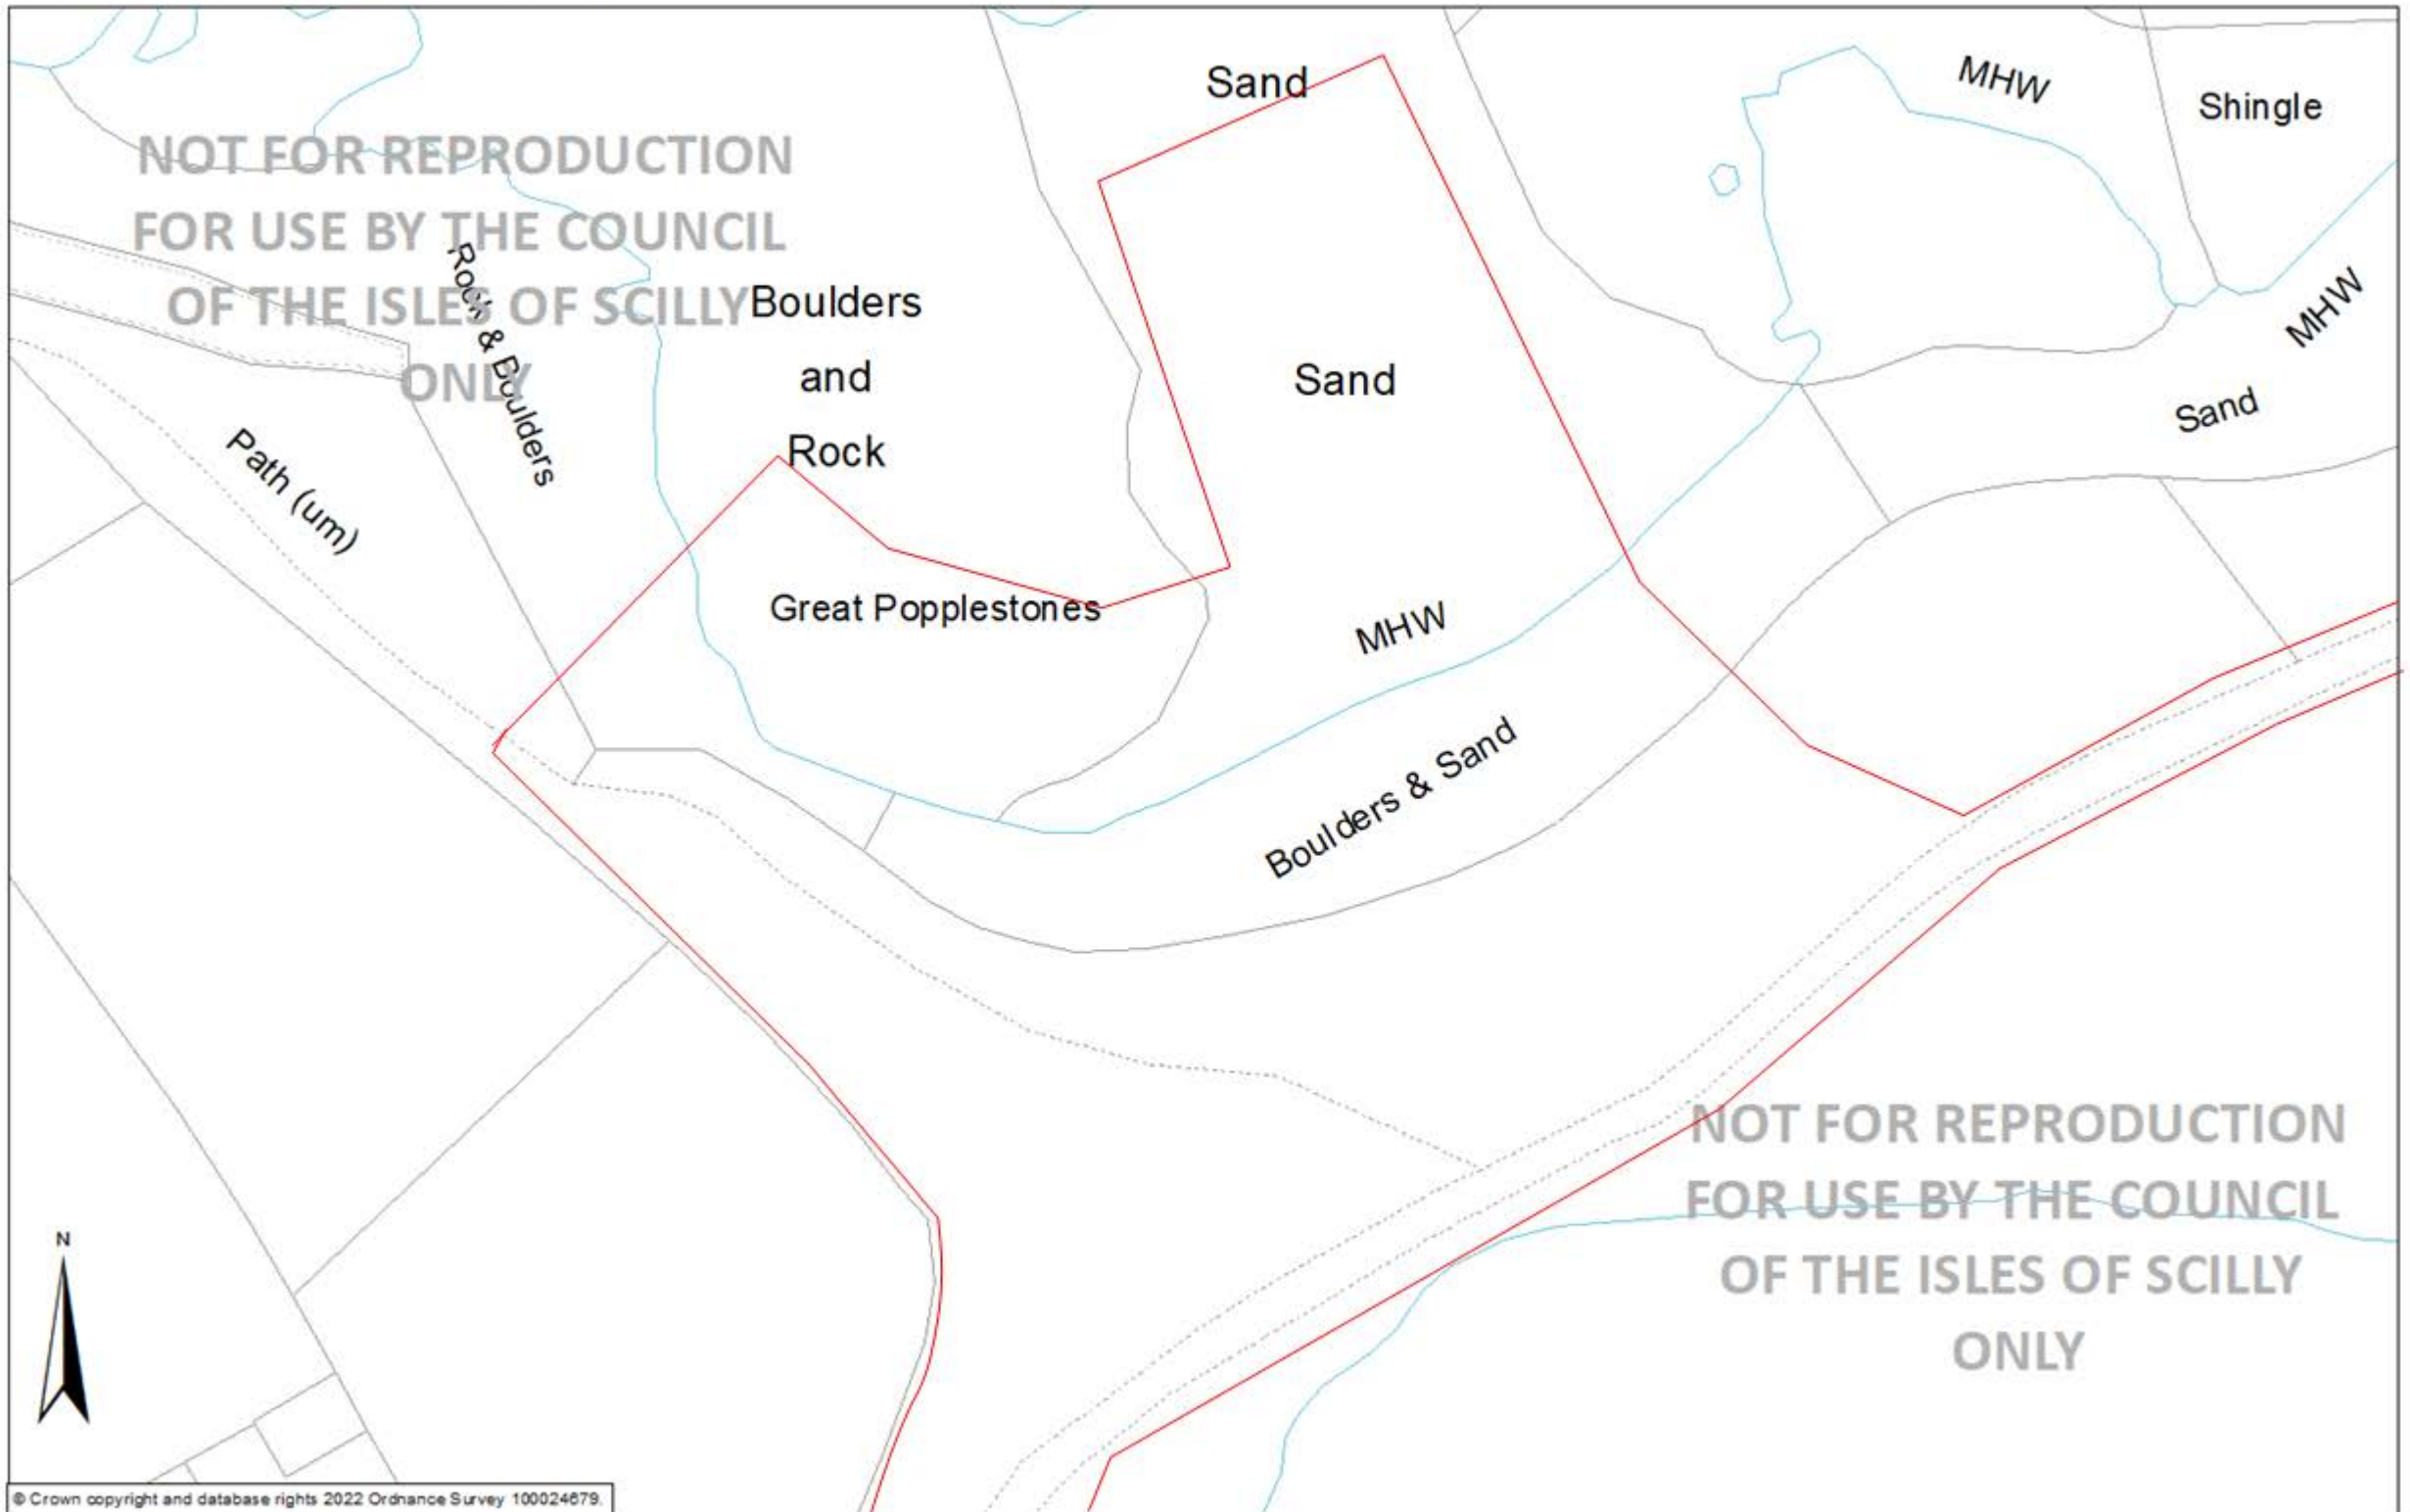 Sand
MHW
Shingle
NOT FOR REPRODUCTION
FOR USE BY THE COUNCIL
OF THE ISLES OF SCILLY
ONLY
Rock & Boulders
Boulders
and
Rock
Sand
MHW
Sand
Path (um)
Great Popplestones
MHW
Boulders & Sand
NOT FOR REPRODUCTION
FOR USE BY THE COUNCIL
OF THE ISLES OF SCILLY
ONLY
N
© Crown copyright and database rights 2022 Ordnance Survey 100024679.